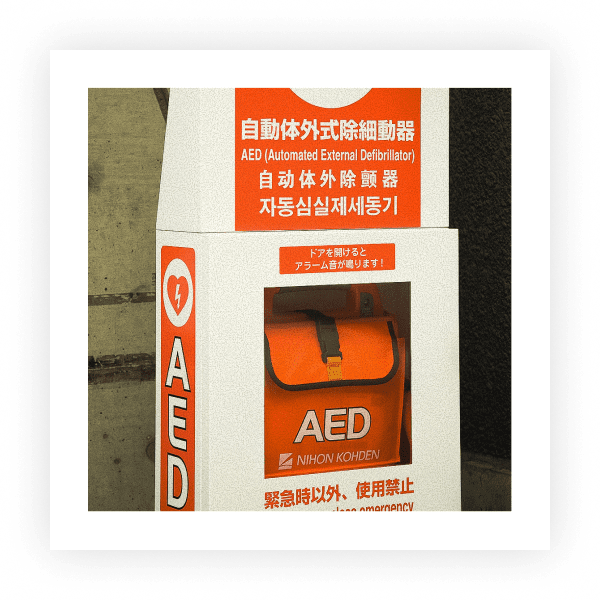 自動体外式除細動器
AED (Automated External Defibrillator)
自动体外除颤器
자동심실제세동기
ドアを開けると
アラーム音が鳴ります！
AED
AED
NIHON KOHDEN
緊急時以外、使用禁止
emergency